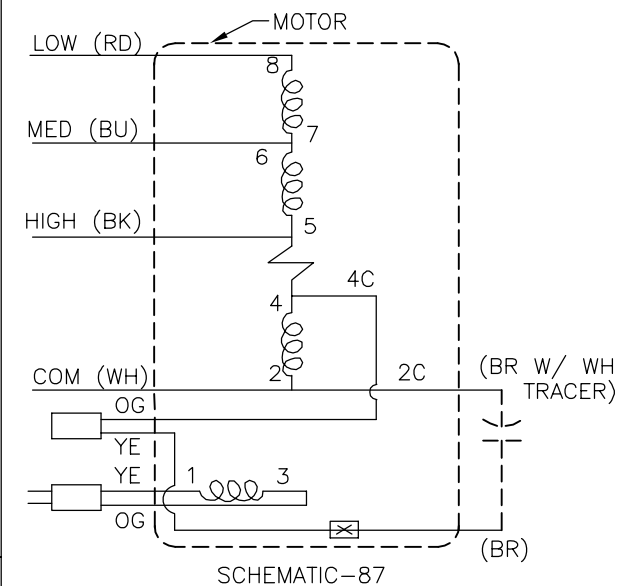 MOTOR
LOW (RD)
8
7
MED (BU)
6
HIGH (BK)
5
4C
4
COM (WH)
2
2C
(BR W/ WH
TRACER)
OG
YE
YE
1
3
OG
(BR)
SCHEMATIC-87